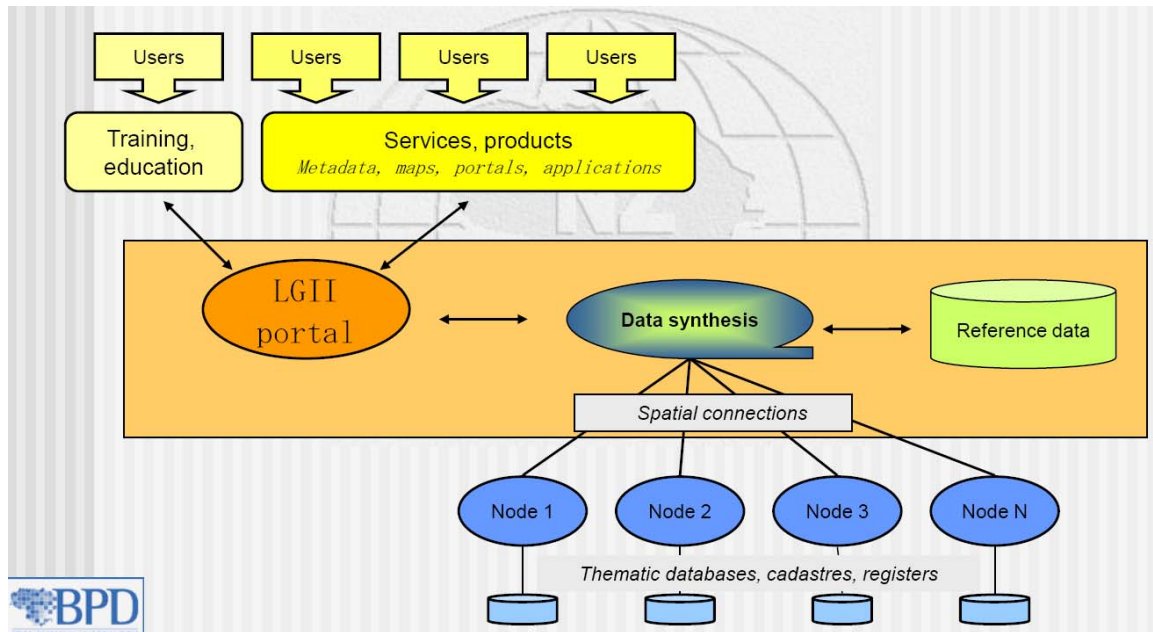 Users
Users
Users
Users
Training,
education
Services, products
Metadata, maps, portals, applications
LGII
portal
Data synthesis
Reference data
Spatial connections
Node 1
Node 2
Node 3
Node N
Thematic databases, cadastres, registers
BPD